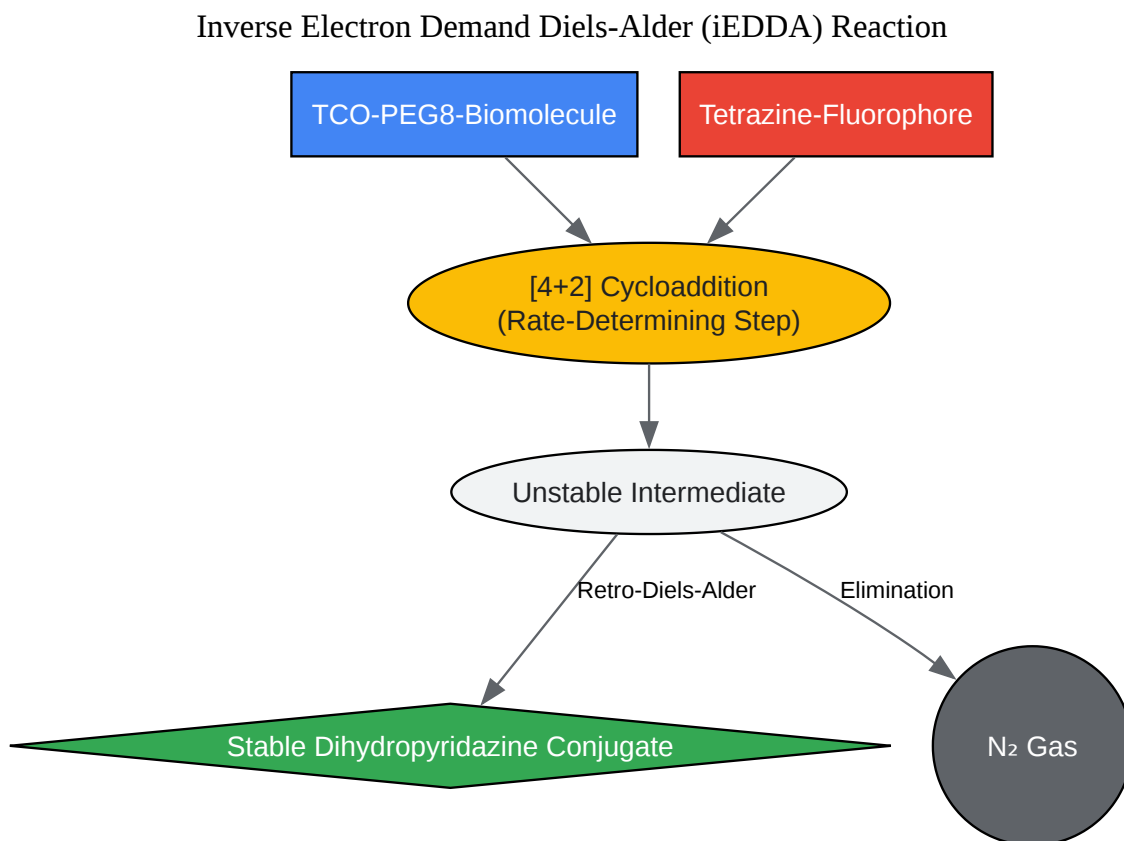 Inverse Electron Demand Diels-Alder (iEDDA) Reaction
TCO-PEG8-Biomolecule
Tetrazine-Fluorophore
[4+2] Cycloaddition
(Rate-Determining Step)
Unstable Intermediate
Retro-Diels-Alder
Elimination
Stable Dihydropyridazine Conjugate
N₂ Gas